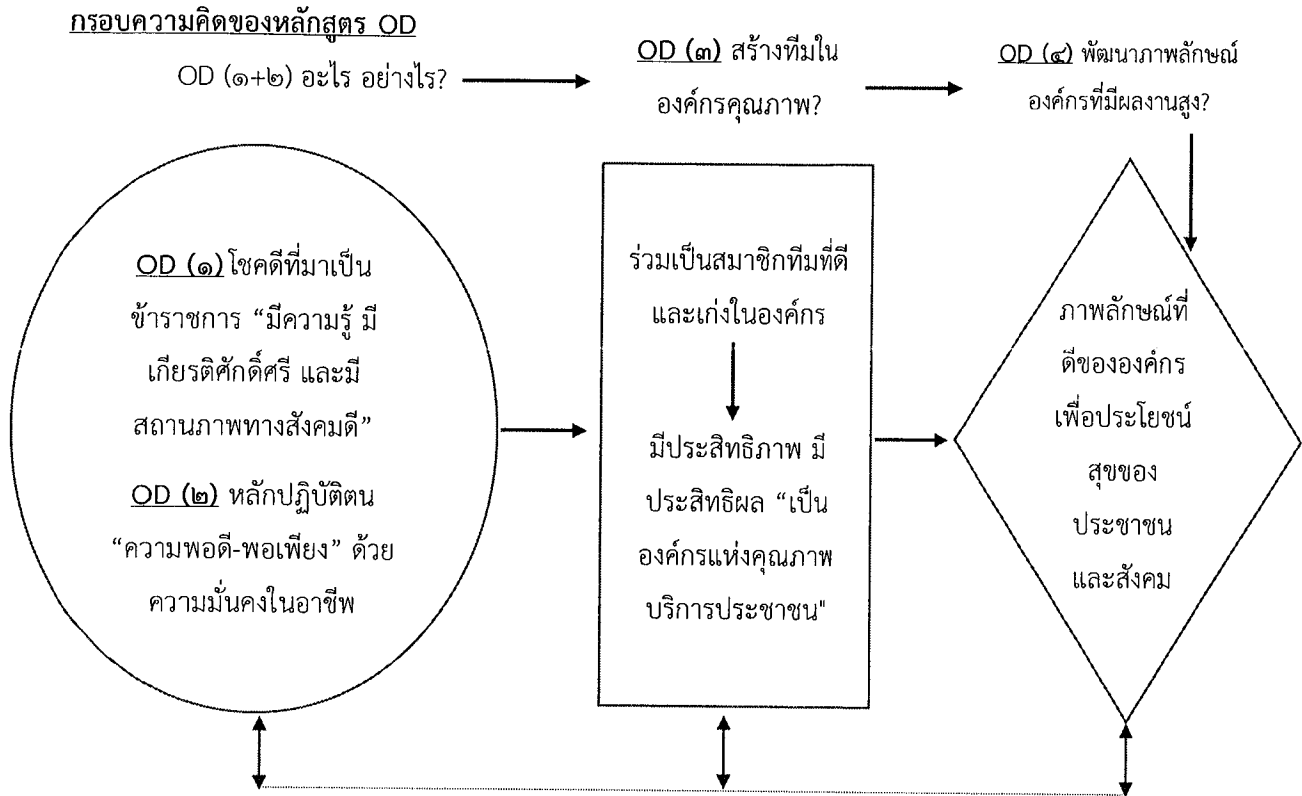 กรอบความคิดของหลักสูตร OD
OD (๑+๒) อะไร อย่างไร?
OD (๓) สร้างทีมใน
องค์กรคุณภาพ?
OD (๔) พัฒนาภาพลักษณ์
องค์กรที่มีผลงานสูง?
OD (๑) โชคดีที่มาเป็น
ข้าราชการ “มีความรู้ มี
เกียรติศักดิ์ศรี และมี
สถานภาพทางสังคมดี”
OD (๒) หลักปฏิบัติตน
“ความพอดี-พอเพียง” ด้วย
ความมั่นคงในอาชีพ
ร่วมเป็นสมาชิกทีมที่ดี
และเก่งในองค์กร
มีประสิทธิภาพ มี
ประสิทธิผล “เป็น
องค์กรแห่งคุณภาพ
บริการประชาชน"
ภาพลักษณ์ที่
ดีขององค์กร
เพื่อประโยชน์
สุขของ
ประชาชน
และสังคม